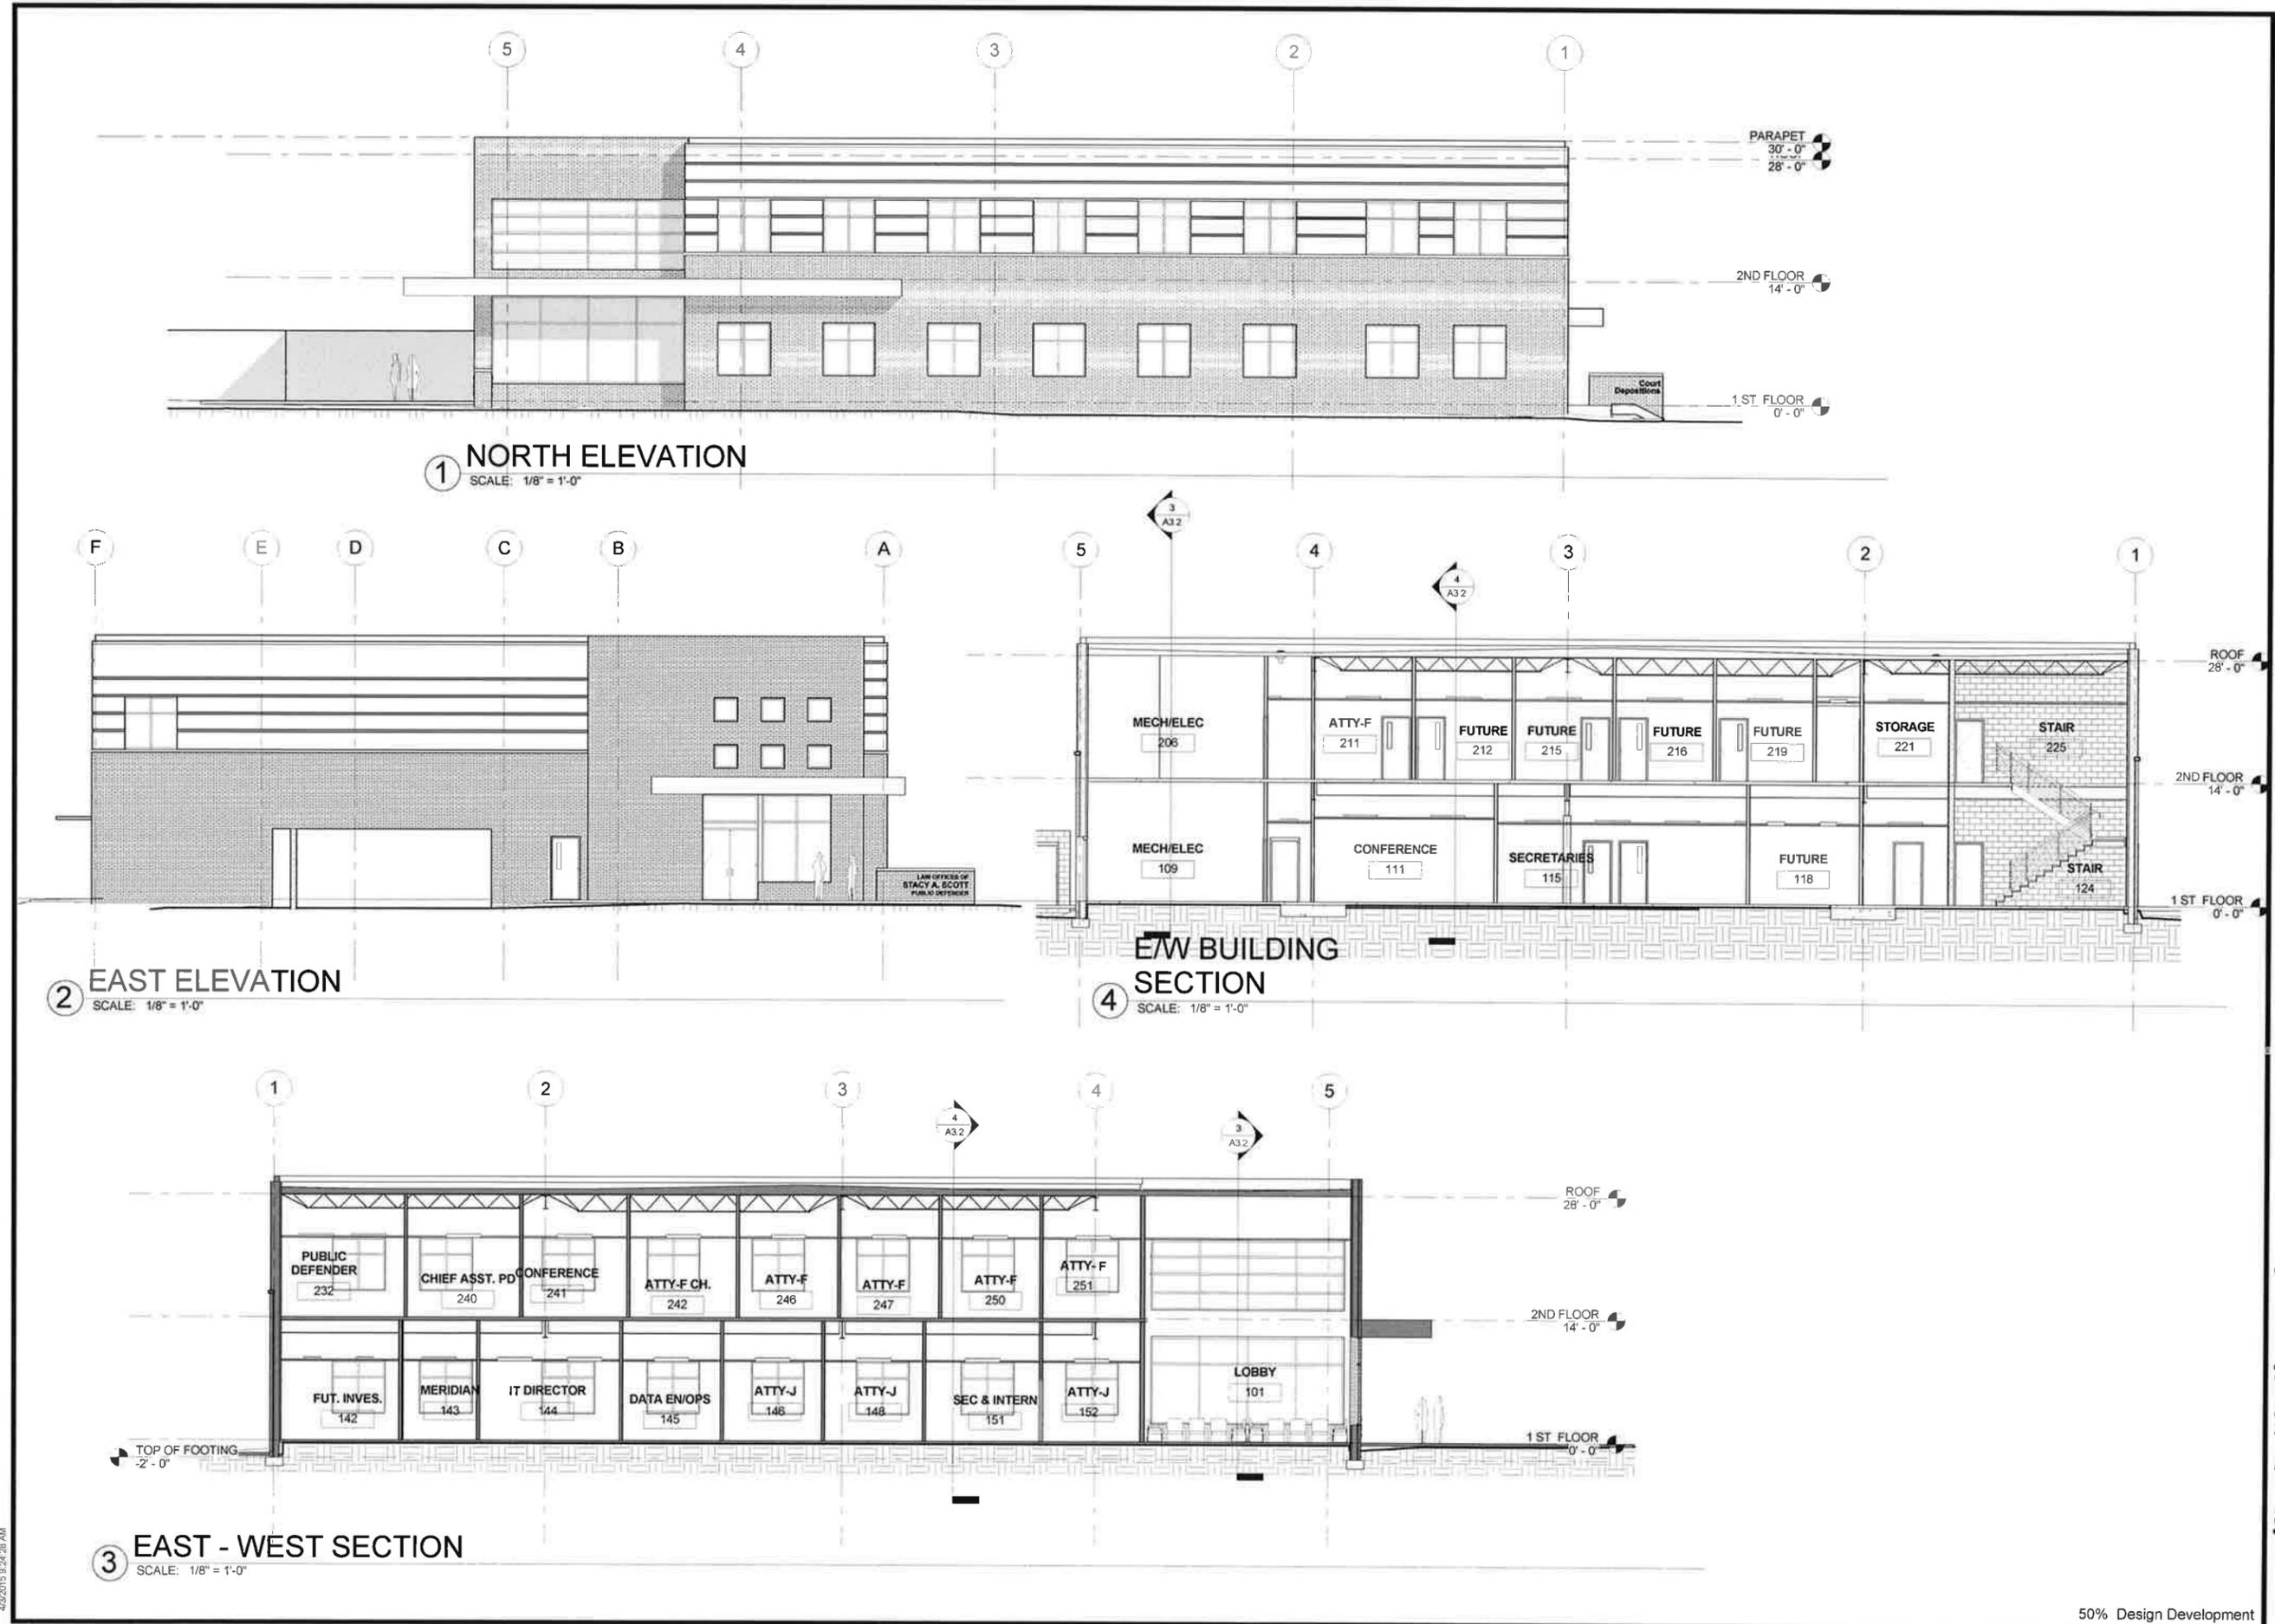 5
4
3
2
1
PARAPET
30' - 0"
28' - 0"
2ND FLOOR
14' - 0"
Court
Depositions
1 ST FLOOR
0' - 0"
1
NORTH ELEVATION
SCALE: 1/8" = 1'-0"
F
E
D
C
B
A
LAW OFFICES OF
STACY A. SCOTT
PUBLIC DEFENDER
2
EAST ELEVATION
SCALE: 1/8" = 1'-0"
3
A3.2
4
A3.2
5
4
3
2
1
ROOF
28' - 0"
MECH/ELEC
206
ATTY-F
211
FUTURE
212
FUTURE
215
FUTURE
216
FUTURE
219
STORAGE
221
STAIR
225
2ND FLOOR
14' - 0"
MECH/ELEC
109
CONFERENCE
111
SECRETARIES
115
FUTURE
118
STAIR
124
1 ST FLOOR
0' - 0"
4
E/W BUILDING
SECTION
SCALE: 1/8" = 1'-0"
1
2
3
4
5
4
A3.2
3
A3.2
ROOF
28' - 0"
PUBLIC
DEFENDER
232
CHIEF ASST. PD
240
CONFERENCE
241
ATTY-F CH.
242
ATTY-F
246
ATTY-F
247
ATTY-F
250
ATTY- F
251
2ND FLOOR
14' - 0"
FUT. INVES.
142
MERIDIAN
143
IT DIRECTOR
144
DATA EN/OPS
145
ATTY-J
146
ATTY-J
148
SEC & INTERN
151
ATTY-J
152
LOBBY
101
1 ST FLOOR
0' - 0
TOP OF FOOTING
-2' - 0"
3
EAST - WEST SECTION
SCALE: 1/8" = 1'-0"
4/3/2015 9:24:28 AM
50% Design Development